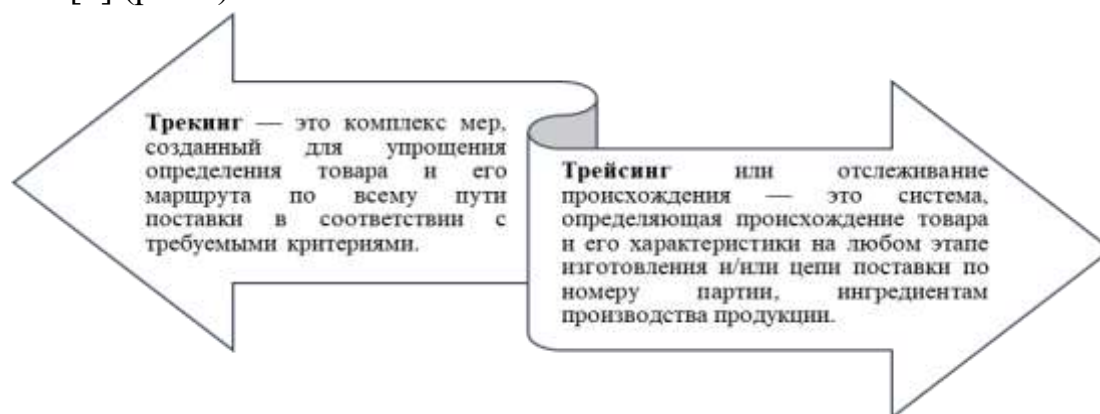 Трекинг — это комплекс мер,
созданный для упрощения
определения товара и его
маршрута по всему пути
поставки в соответствии с
требуемыми критериями.
Трейсинг или отслеживание
происхождения — это система,
определяющая происхождение товара
и его характеристики на любом этапе
изготовления и/или цепи поставки по
номеру партии, ингредиентам
производства продукции.